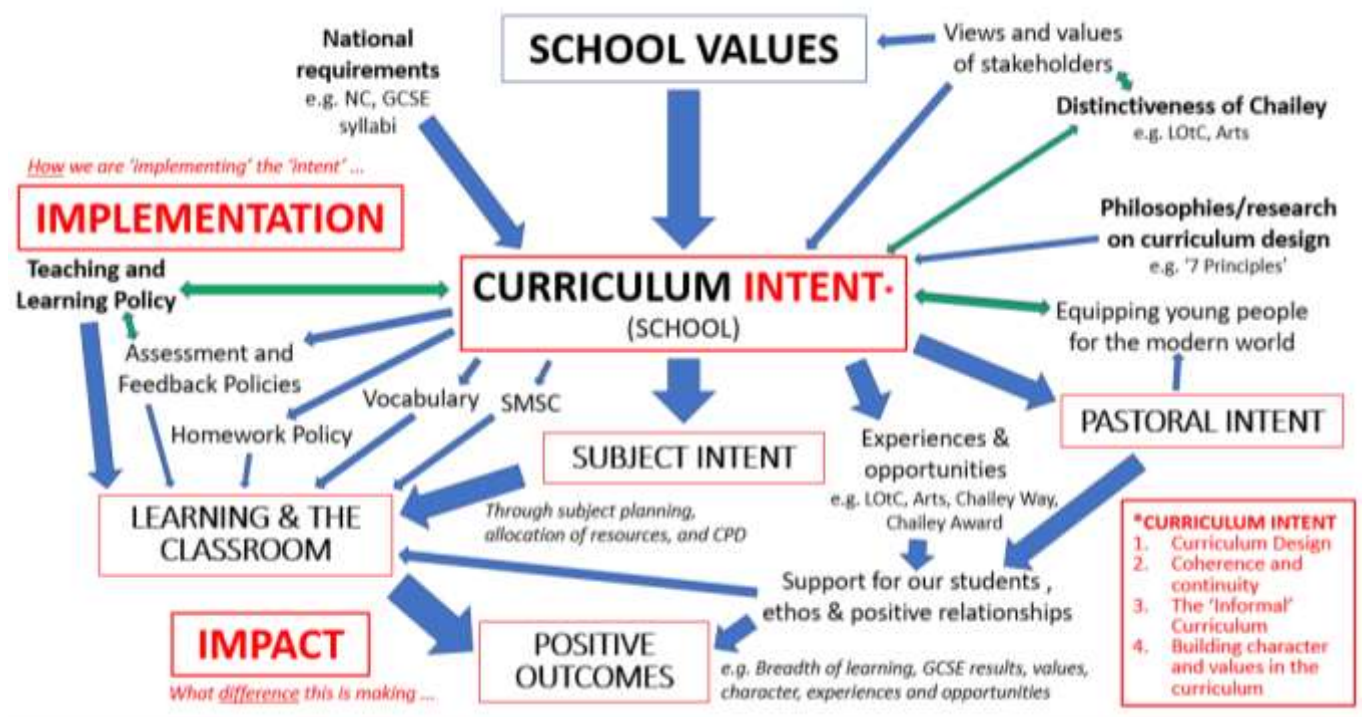 National
requirements
e.g. NC, GCSE
syllabi
SCHOOL VALUES
Views and values
of stakeholders
Distinctiveness of Chailey
e.g. LOtC, Arts
How we are 'implementing' the 'intent' ...
IMPLEMENTATION
Philosophies/research
on curriculum design
e.g. '7 Principles'
Teaching and
Learning Policy
CURRICULUM INTENT*
(SCHOOL)
Equipping young people
for the modern world
Assessment and
Feedback Policies
Vocabulary
SMSC
Homework Policy
SUBJECT INTENT
Experiences &
opportunities
e.g. LOtC, Arts, Chailey Way,
Chailey Award
PASTORAL INTENT
LEARNING & THE
CLASSROOM
Through subject planning,
allocation of resources, and CPD
Support for our students ,
ethos & positive relationships
*CURRICULUM INTENT
1. Curriculum Design
2. Coherence and
continuity
3. The 'Informal'
Curriculum
4. Building character
and values in the
curriculum
IMPACT
What difference this is making ...
POSITIVE
OUTCOMES
e.g. Breadth of learning, GCSE results, values,
character, experiences and opportunities